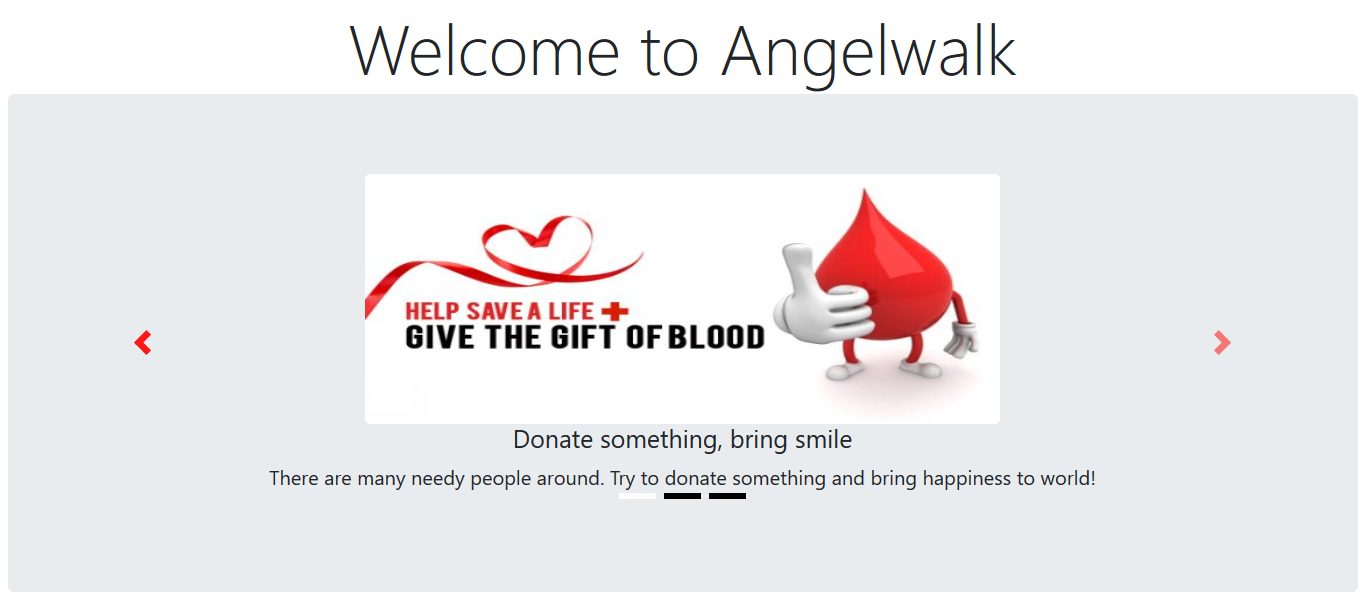 Welcome to Angelwalk
HELP SAVE A LIFE
GIVE THE GIFT OF BLOOD
Donate something, bring smile
There are many needy people around. Try to donate something and bring happiness to world!